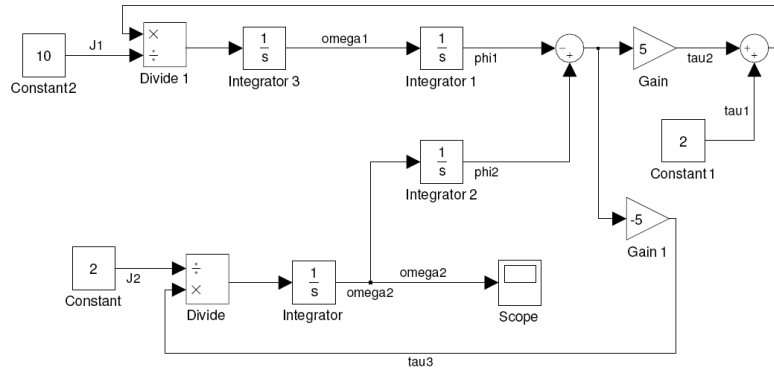 J1
10
Constant2
×
÷
Divide 1
1
s
Integrator 3
omega1
1
s
Integrator 1
phi1
−
+
5
Gain
tau2
+
+
tau1
2
Constant 1
1
s
Integrator 2
phi2
-5
Gain 1
2
Constant
J2
÷
×
Divide
1
s
Integrator
omega2
omega2
Scope
tau3